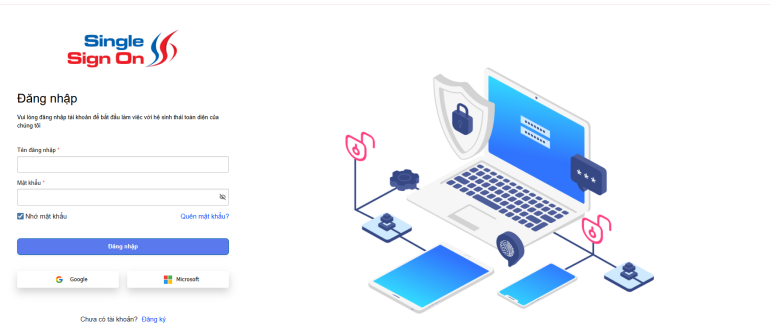 Single
Sign On
Đăng nhập
Vui lòng đăng nhập tài khoản để bắt đầu làm việc với hệ sinh thái toàn diện của
chúng tôi
Tên đăng nhập *
Mật khẩu *
Nhớ mật khẩu
Quên mật khẩu?
Đăng nhập
Google
Microsoft
Chưa có tài khoản? Đăng ký